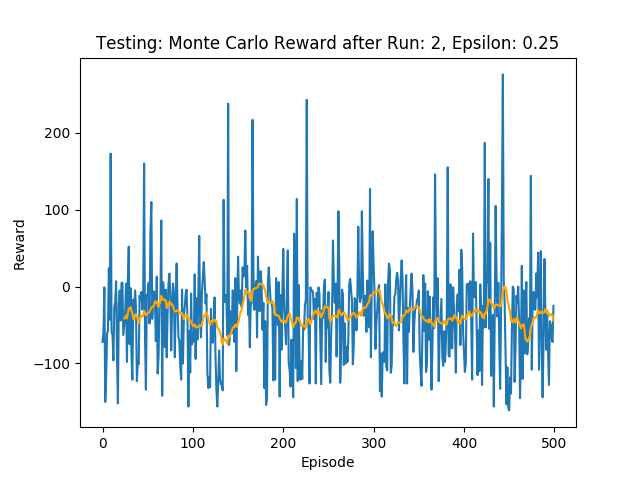 Testing: Monte Carlo Reward after Run: 2, Epsilon: 0.25
200
100
0
−100
Reward
0 100 200 300 400 500
Episode